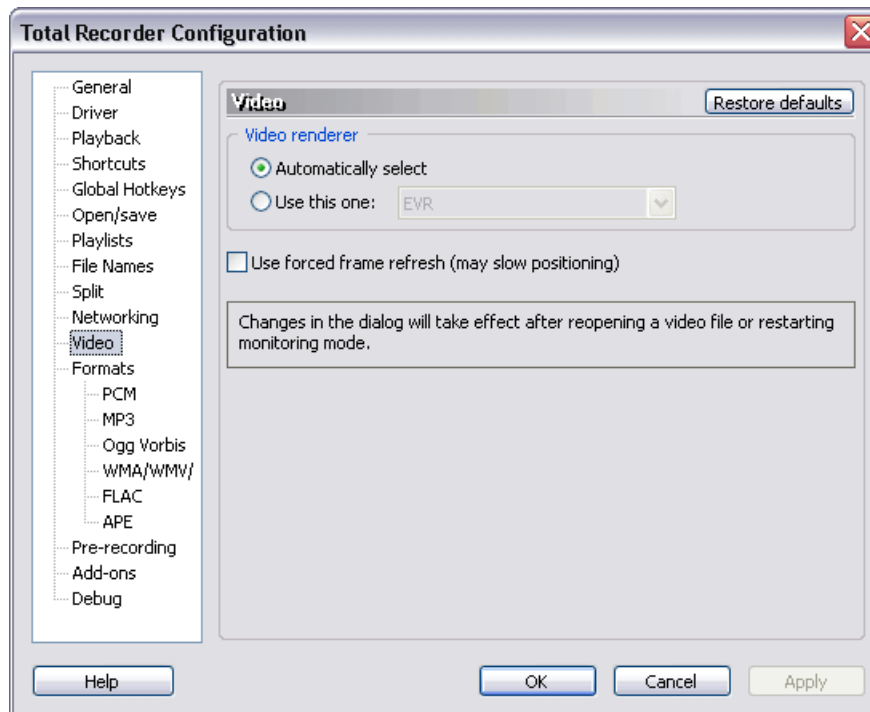 Total Recorder Configuration
General
Driver
Playback
Shortcuts
Global Hotkeys
Open/save
Playlists
File Names
Split
Networking
Video
Formats
PCM
MP3
Ogg Vorbis
WMA/WMV/
FLAC
APE
Pre-recording
Add-ons
Debug
Video
Restore defaults
Video renderer
Automatically select
Use this one:
EVR
Use forced frame refresh (may slow positioning)
Changes in the dialog will take effect after reopening a video file or restarting
monitoring mode.
Help
OK
Cancel
Apply